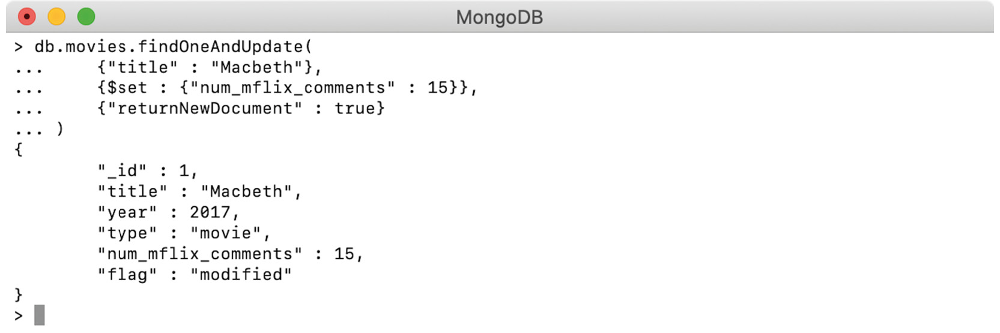 MongoDB
> db.movies.findOneAndUpdate(
...     {"title" : "Macbeth"},
...     {$set : {"num_mflix_comments" : 15}},
...     {"returnNewDocument" : true}
... )
{
        "_id" : 1,
        "title" : "Macbeth",
        "year" : 2017,
        "type" : "movie",
        "num_mflix_comments" : 15,
        "flag" : "modified"
}
>